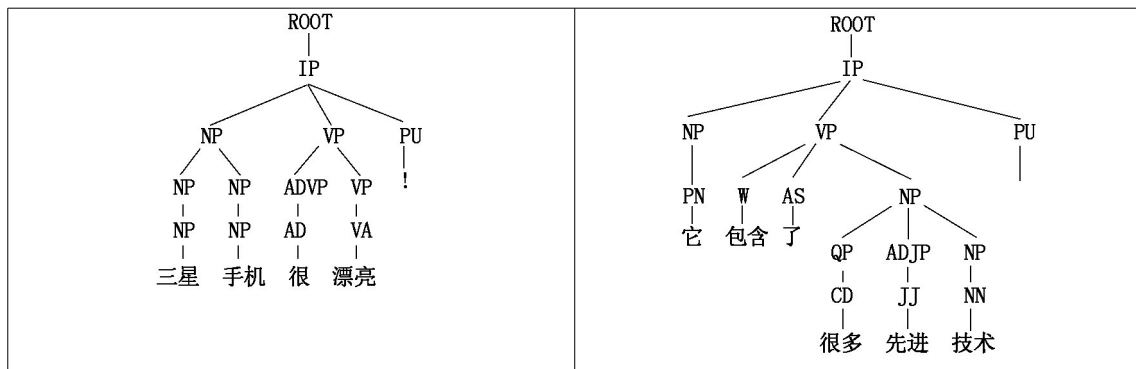 ROOT
IP
NP VP PU
NP NP ADVP VP !
NP NP AD VA
三星 手机 很 漂亮
ROOT
IP
NP VP PU
PN W AS NP
它 包含 了
QP ADJP NP
CD JJ NN
很多 先进 技术